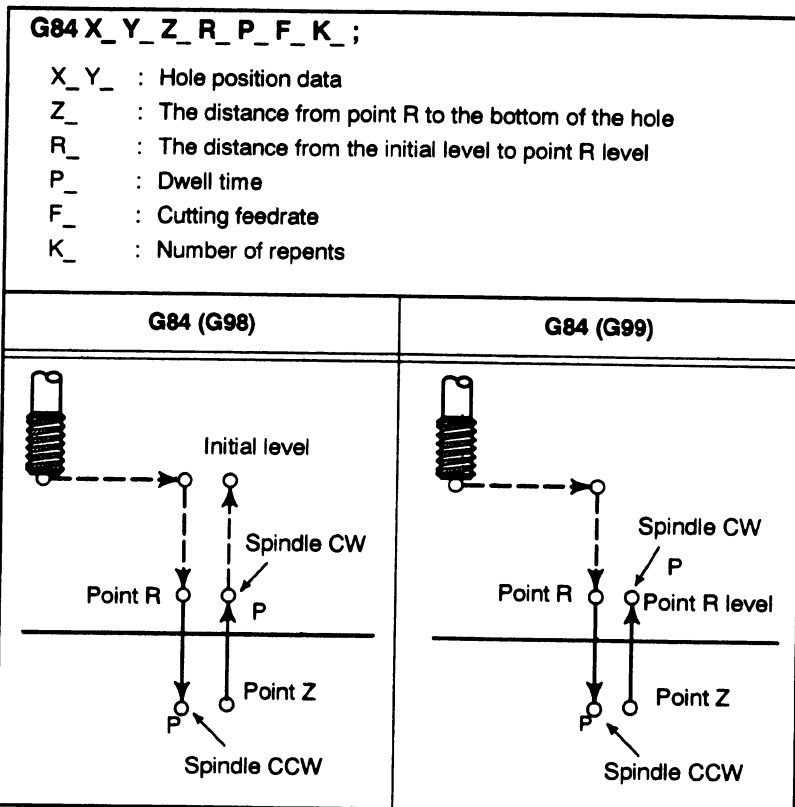 G84 X_ Y_ Z_ R_ P_ F_ K_ ;
X_ Y_ : Hole position data
Z_ : The distance from point R to the bottom of the hole
R_ : The distance from the initial level to point R level
P_ : Dwell time
F_ : Cutting feedrate
K_ : Number of repents
G84 (G98)
G84 (G99)
Initial level
Spindle CW
Point R
P
Point Z
P
Spindle CCW
Spindle CW
P
Point R
Point R level
Point Z
P
Spindle CCW